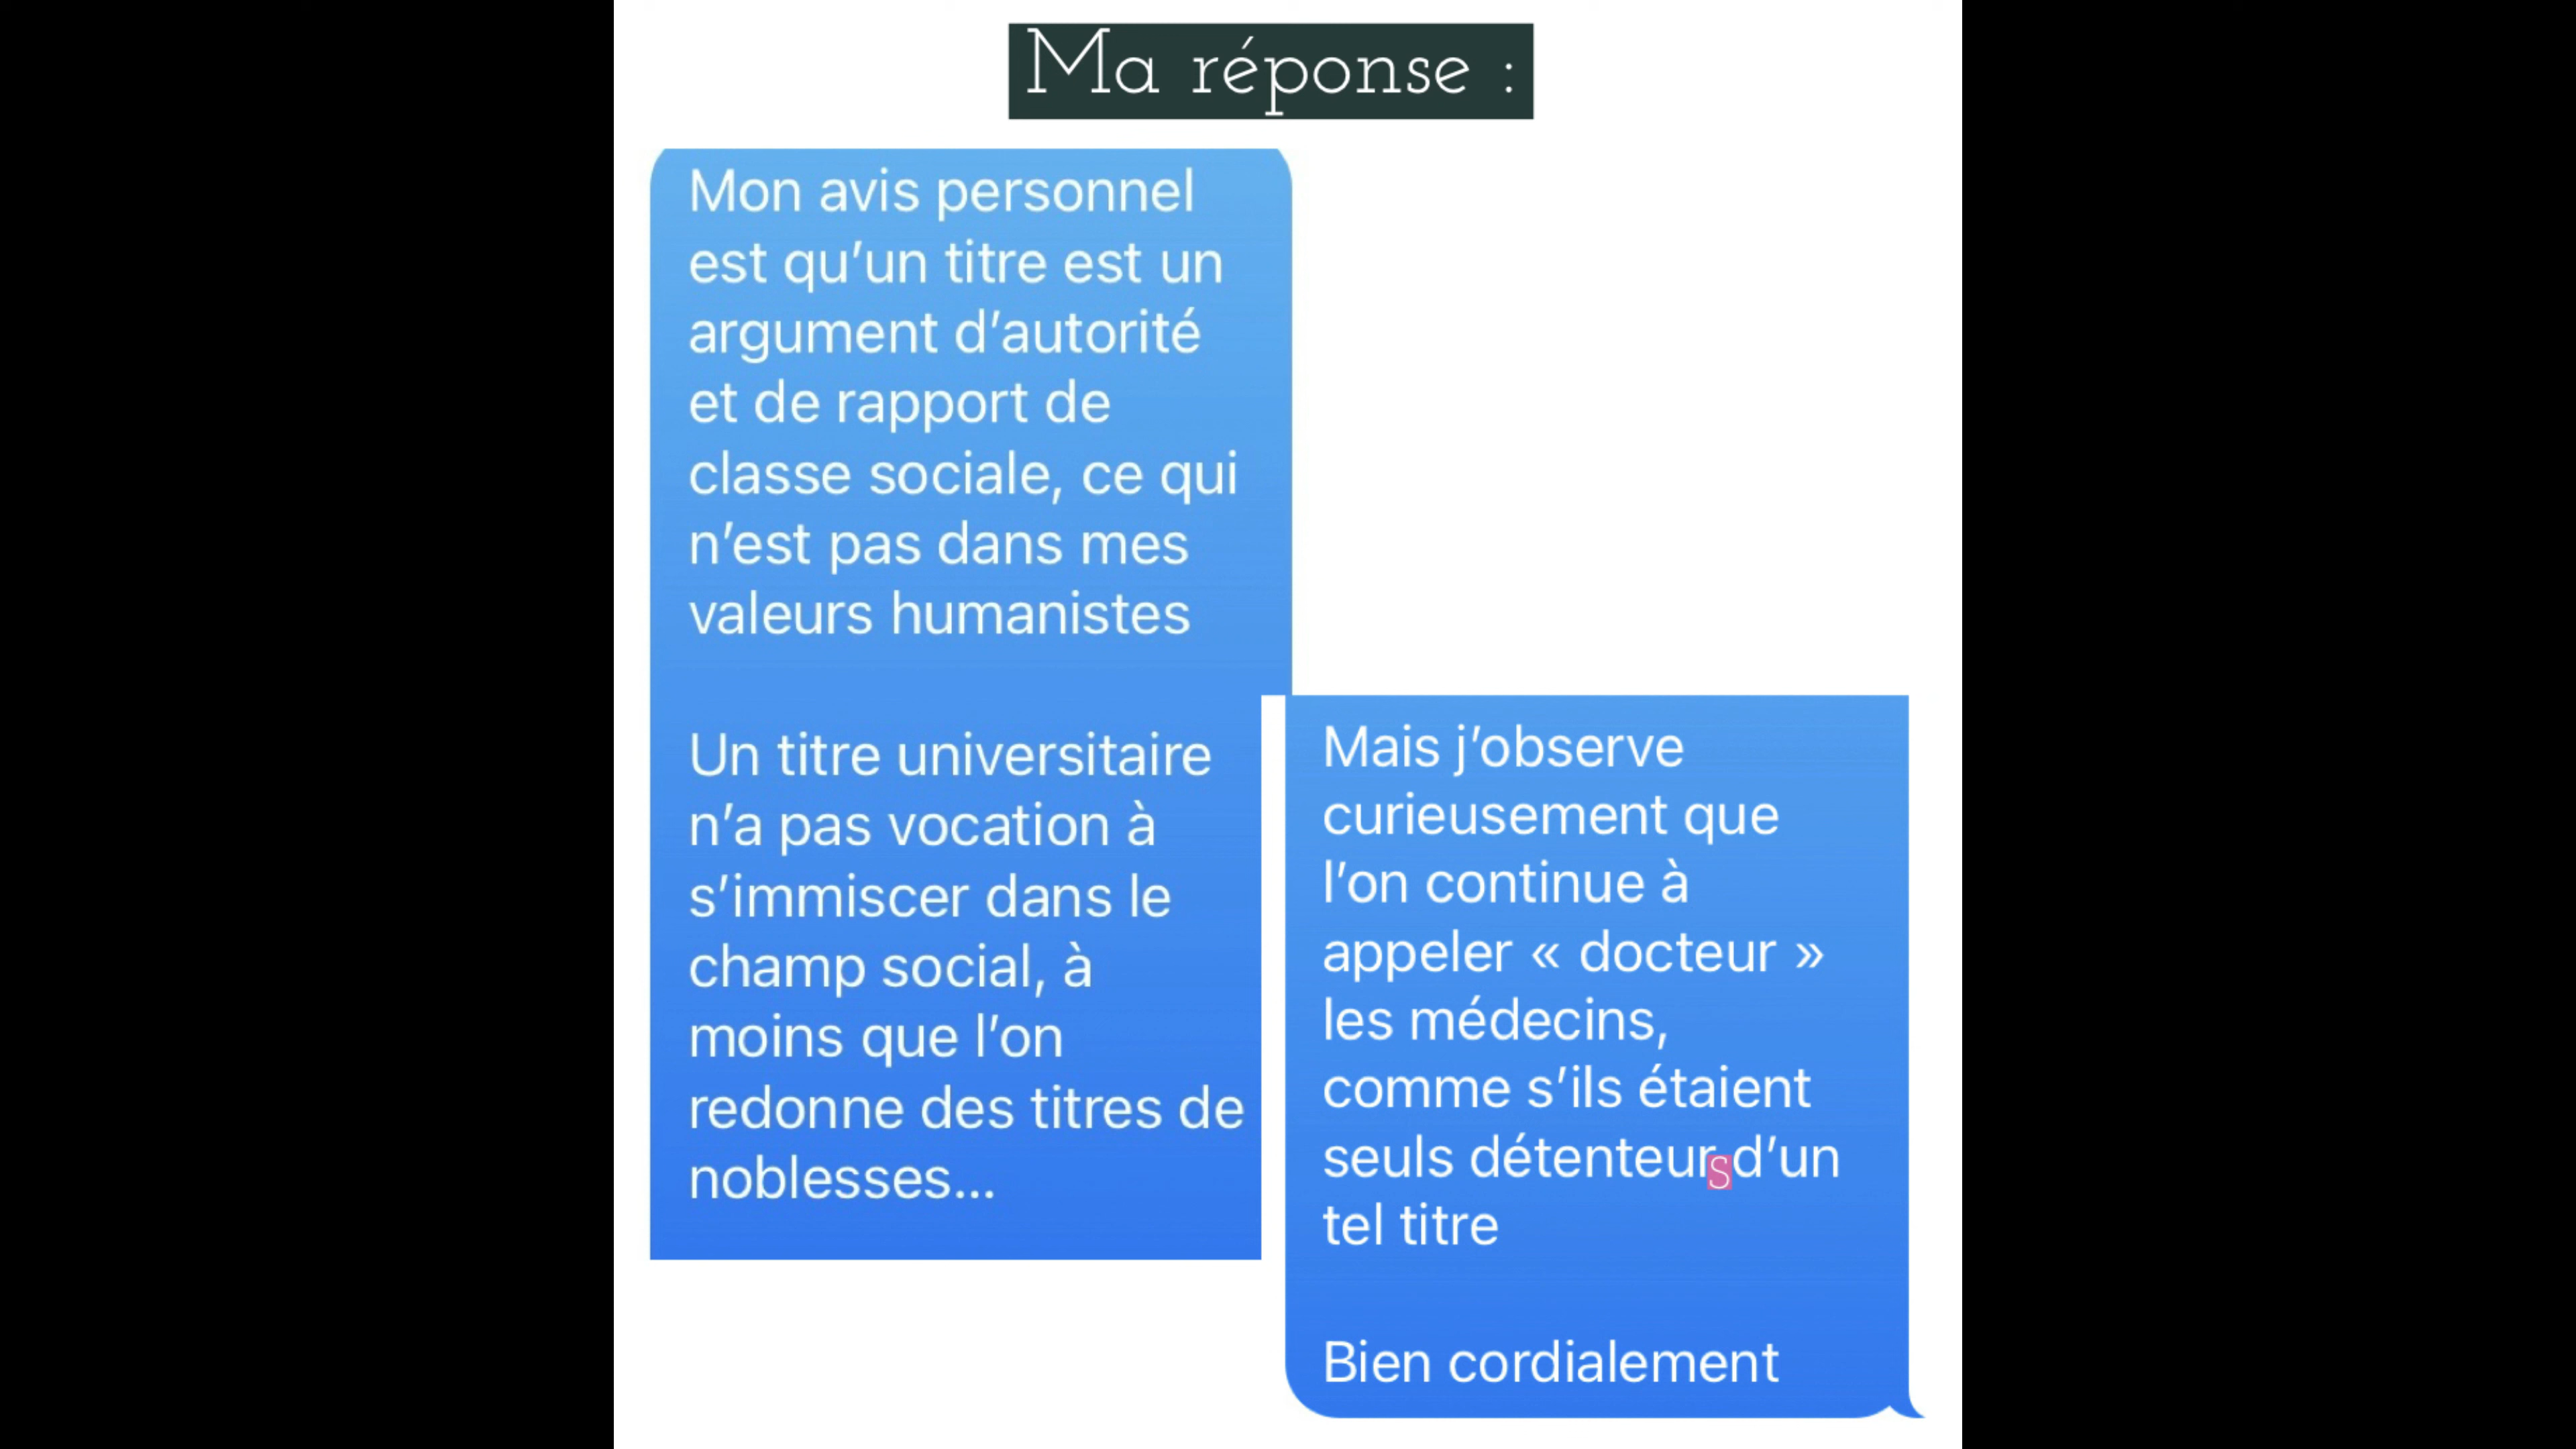 Ma réponse :
Mon avis personnel
est qu’un titre est un
argument d’autorité
et de rapport de
classe sociale, ce qui
n’est pas dans mes
valeurs humanistes
Un titre universitaire
n’a pas vocation à
s’immiscer dans le
champ social, à
moins que l’on
redonne des titres de
noblesses...
Mais j’observe
curieusement que
l’on continue à
appeler « docteur »
les médecins,
comme s’ils étaient
seuls détenteurs d’un
tel titre
Bien cordialement